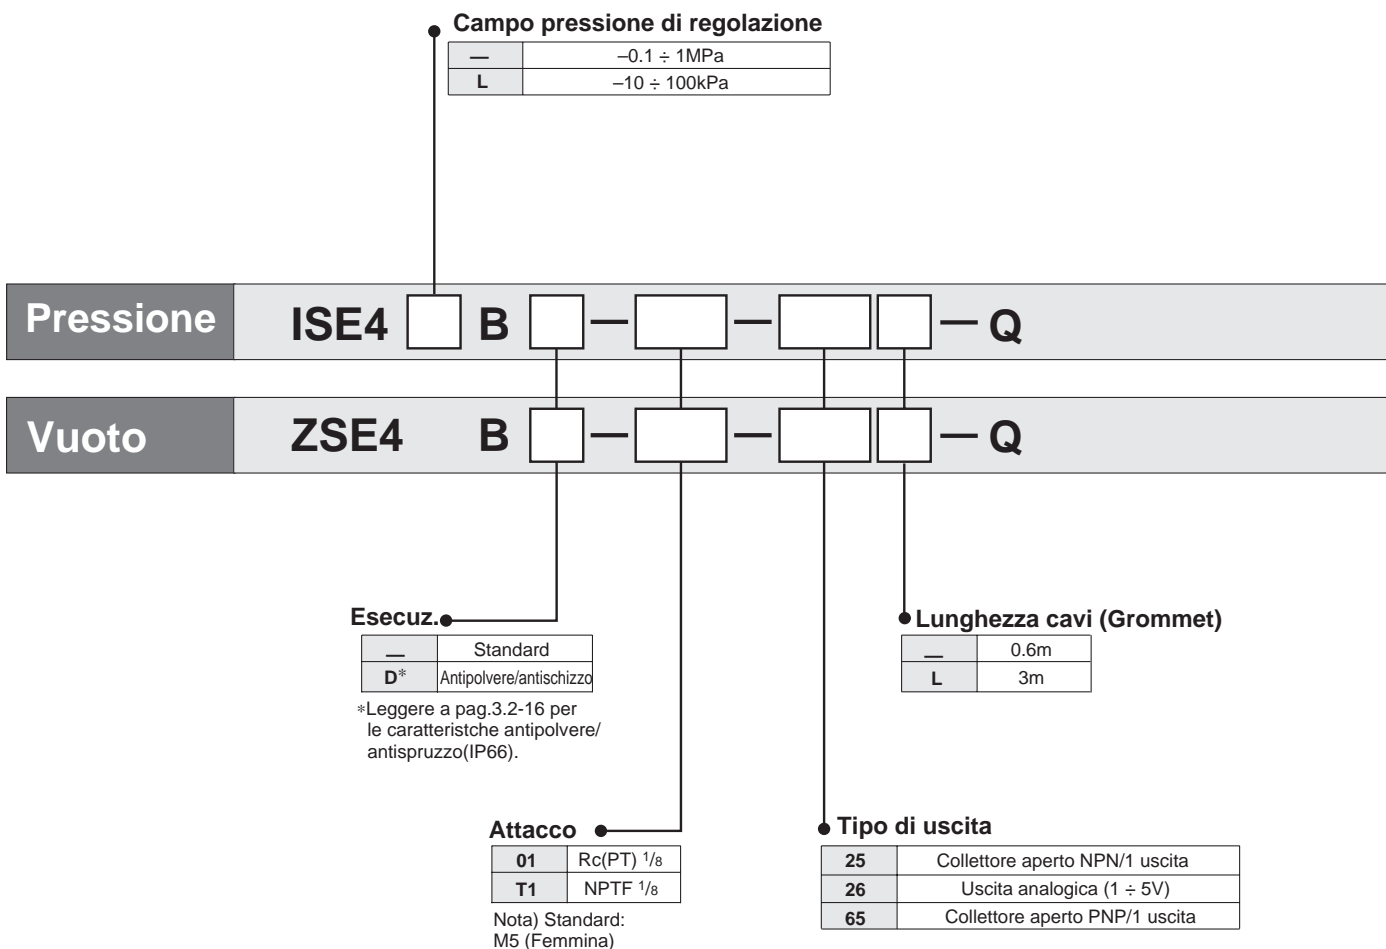 Campo pressione di regolazione
— –0.1 ÷ 1MPa
L –10 ÷ 100kPa
Pressione ISE4 B — — — Q
Vuoto ZSE4 B — — — Q
Esecuz.
— Standard
D* Antipolvere/antischizzo
*Leggere a pag.3.2-16 per
le caratteristche antipolvere/
antispruzzo(IP66).
Lunghezza cavi (Grommet)
— 0.6m
L 3m
Attacco
01 Rc(PT) 1/8
T1 NPTF 1/8
Nota) Standard:
M5 (Femmina)
Tipo di uscita
25 Collettore aperto NPN/1 uscita
26 Uscita analogica (1 ÷ 5V)
65 Collettore aperto PNP/1 uscita